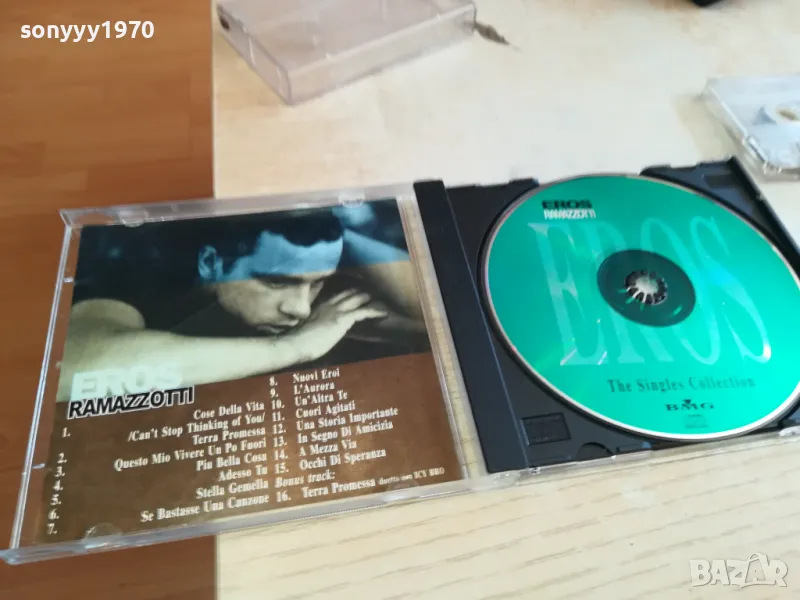 sonyyy1970
EROS
RAMAZZOTTI
1. Cose Della Vita
/Can't Stop Thinking of You/
2. Terra Promessa
3. Questo Mio Vivere Un Po Fuori
4. Piu Bella Cosa
5. Adesso Tu
6. Stella Gemella
7. Se Bastasse Una Canzone
8. Nuovi Eroi
9. L'Aurora
10. Un'Altra Te
11. Cuori Agitati
12. Una Storia Importante
13. In Segno Di Amicizia
14. A Mezza Via
15. Occhi Di Speranza
Bonus track:
16. Terra Promessa duetto con ICY BRO
EROS
RAMAZZOTTI
EROS
The Singles Collection
BMG
BAZAR